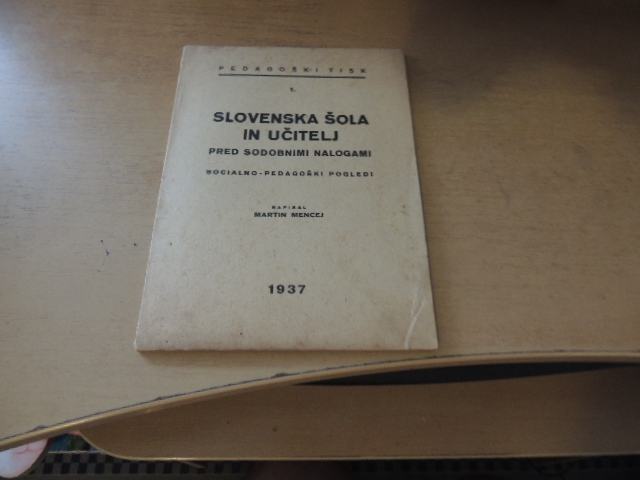 PEDAGOŠKI TISK
1.
SLOVENSKA ŠOLA
IN UČITELJ
PRED SODOBNIMI NALOGAMI
SOCIALNO-PEDAGOŠKI POGLEDI
NAPISAL
MARTIN MENCEJ
1937